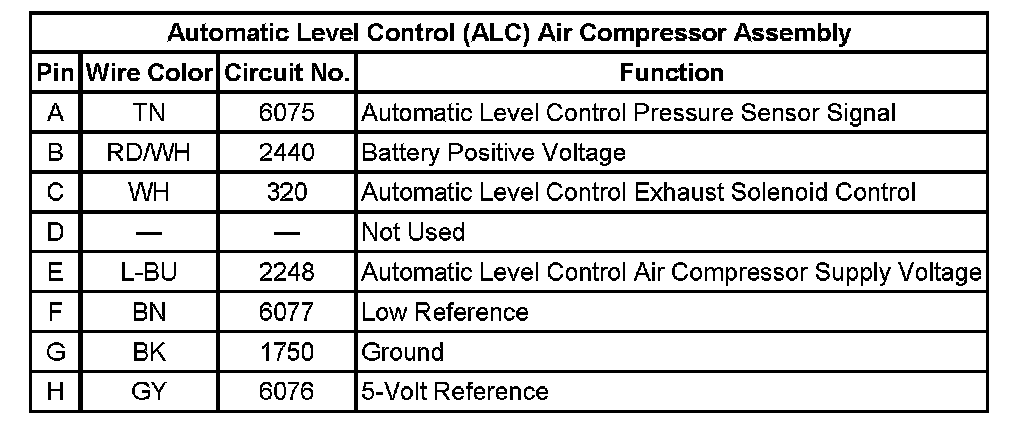 Automatic Level Control (ALC) Air Compressor Assembly
Pin Wire Color Circuit No. Function
A TN 6075 Automatic Level Control Pressure Sensor Signal
B RD/WH 2440 Battery Positive Voltage
C WH 320 Automatic Level Control Exhaust Solenoid Control
D — — Not Used
E L-BU 2248 Automatic Level Control Air Compressor Supply Voltage
F BN 6077 Low Reference
G BK 1750 Ground
H GY 6076 5-Volt Reference